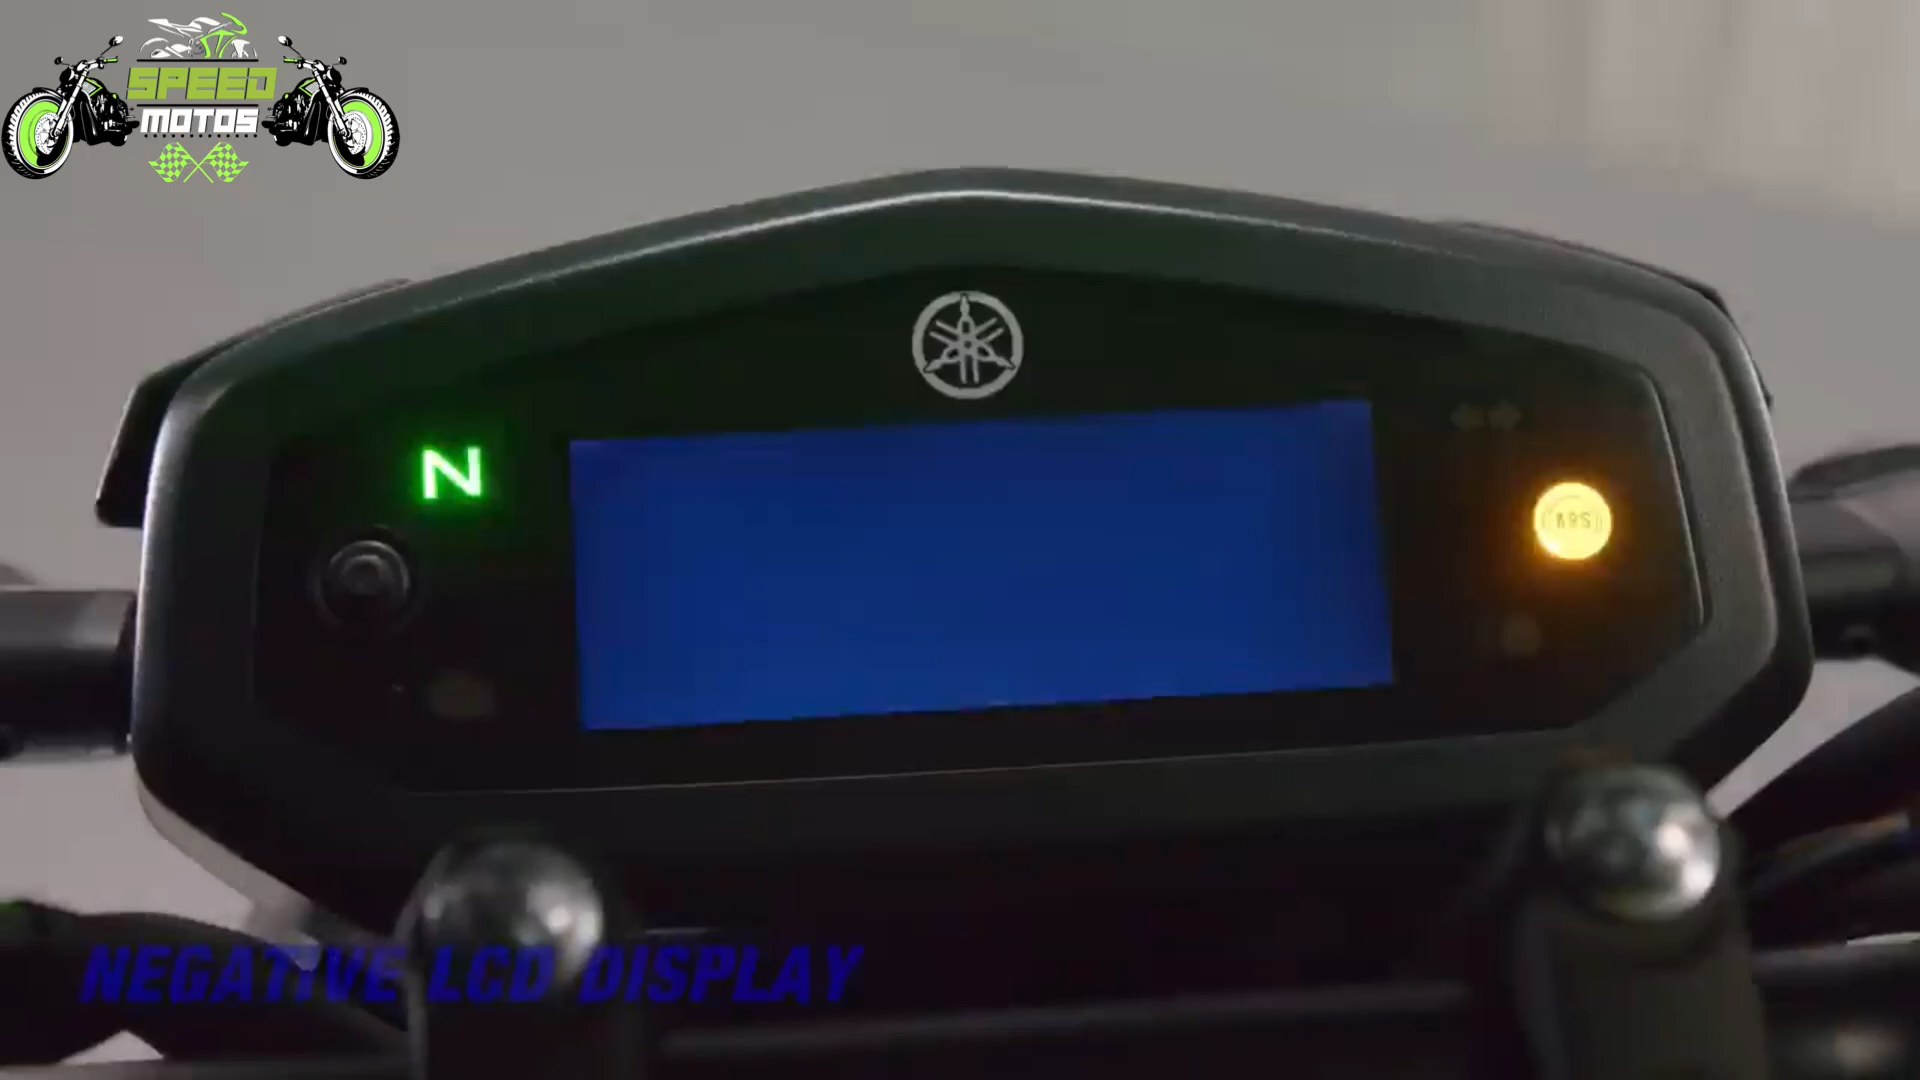 SPEED
MOTOS
N
ABS
NEGATIVE LCD DISPLAY